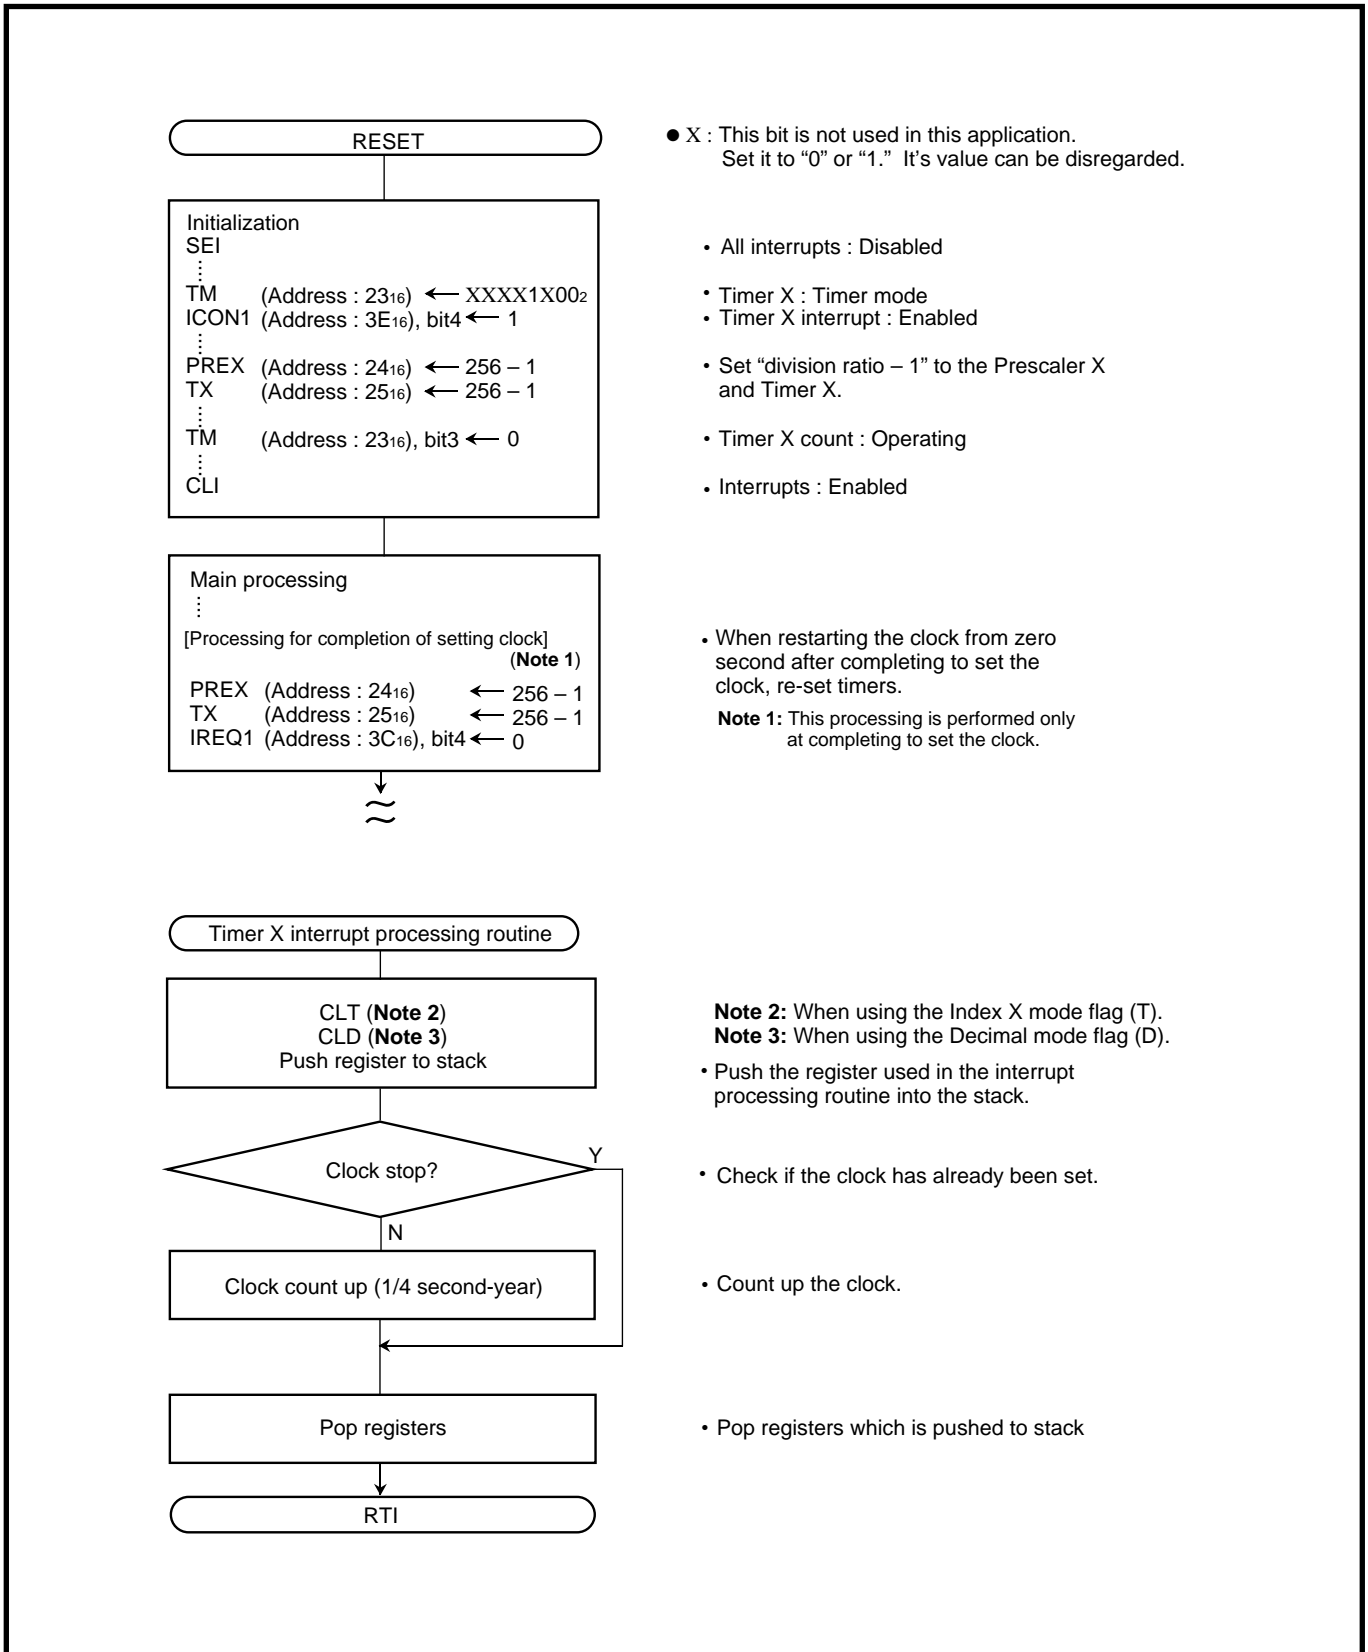 RESET
● X : This bit is not used in this application.
Set it to “0” or “1.” It’s value can be disregarded.
Initialization
SEI
• All interrupts : Disabled
TM (Address : 23₁₆) ← XXXX1X00₂
• Timer X : Timer mode
ICON1 (Address : 3E₁₆), bit4 ← 1
• Timer X interrupt : Enabled
PREX (Address : 24₁₆) ← 256 – 1
• Set “division ratio – 1” to the Prescaler X
TX (Address : 25₁₆) ← 256 – 1
and Timer X.
TM (Address : 23₁₆), bit3 ← 0
• Timer X count : Operating
CLI
• Interrupts : Enabled
Main processing
[Processing for completion of setting clock]
(Note 1)
• When restarting the clock from zero
second after completing to set the
clock, re-set timers.
PREX (Address : 24₁₆) ← 256 – 1
TX (Address : 25₁₆) ← 256 – 1
IREQ1 (Address : 3C₁₆), bit4 ← 0
Note 1: This processing is performed only
at completing to set the clock.
Timer X interrupt processing routine
CLT (Note 2)
CLD (Note 3)
Push register to stack
Note 2: When using the Index X mode flag (T).
Note 3: When using the Decimal mode flag (D).
• Push the register used in the interrupt
processing routine into the stack.
Clock stop?
Y
• Check if the clock has already been set.
N
Clock count up (1/4 second-year)
• Count up the clock.
Pop registers
• Pop registers which is pushed to stack
RTI